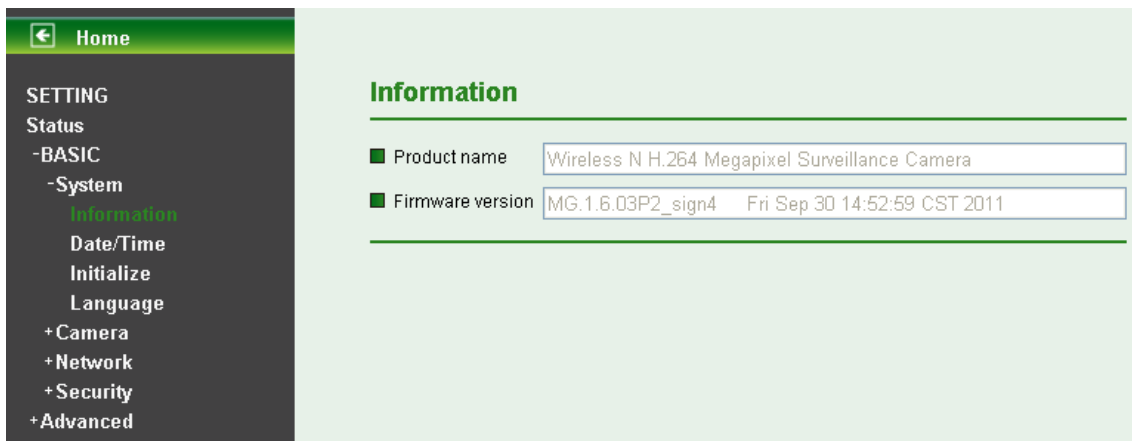 Home
SETTING
Status
-BASIC
-System
Information
Date/Time
Initialize
Language
+Camera
+Network
+Security
+Advanced
Information
Product name Wireless N H.264 Megapixel Surveillance Camera
Firmware version MG.1.6.03P2_sign4 Fri Sep 30 14:52:59 CST 2011